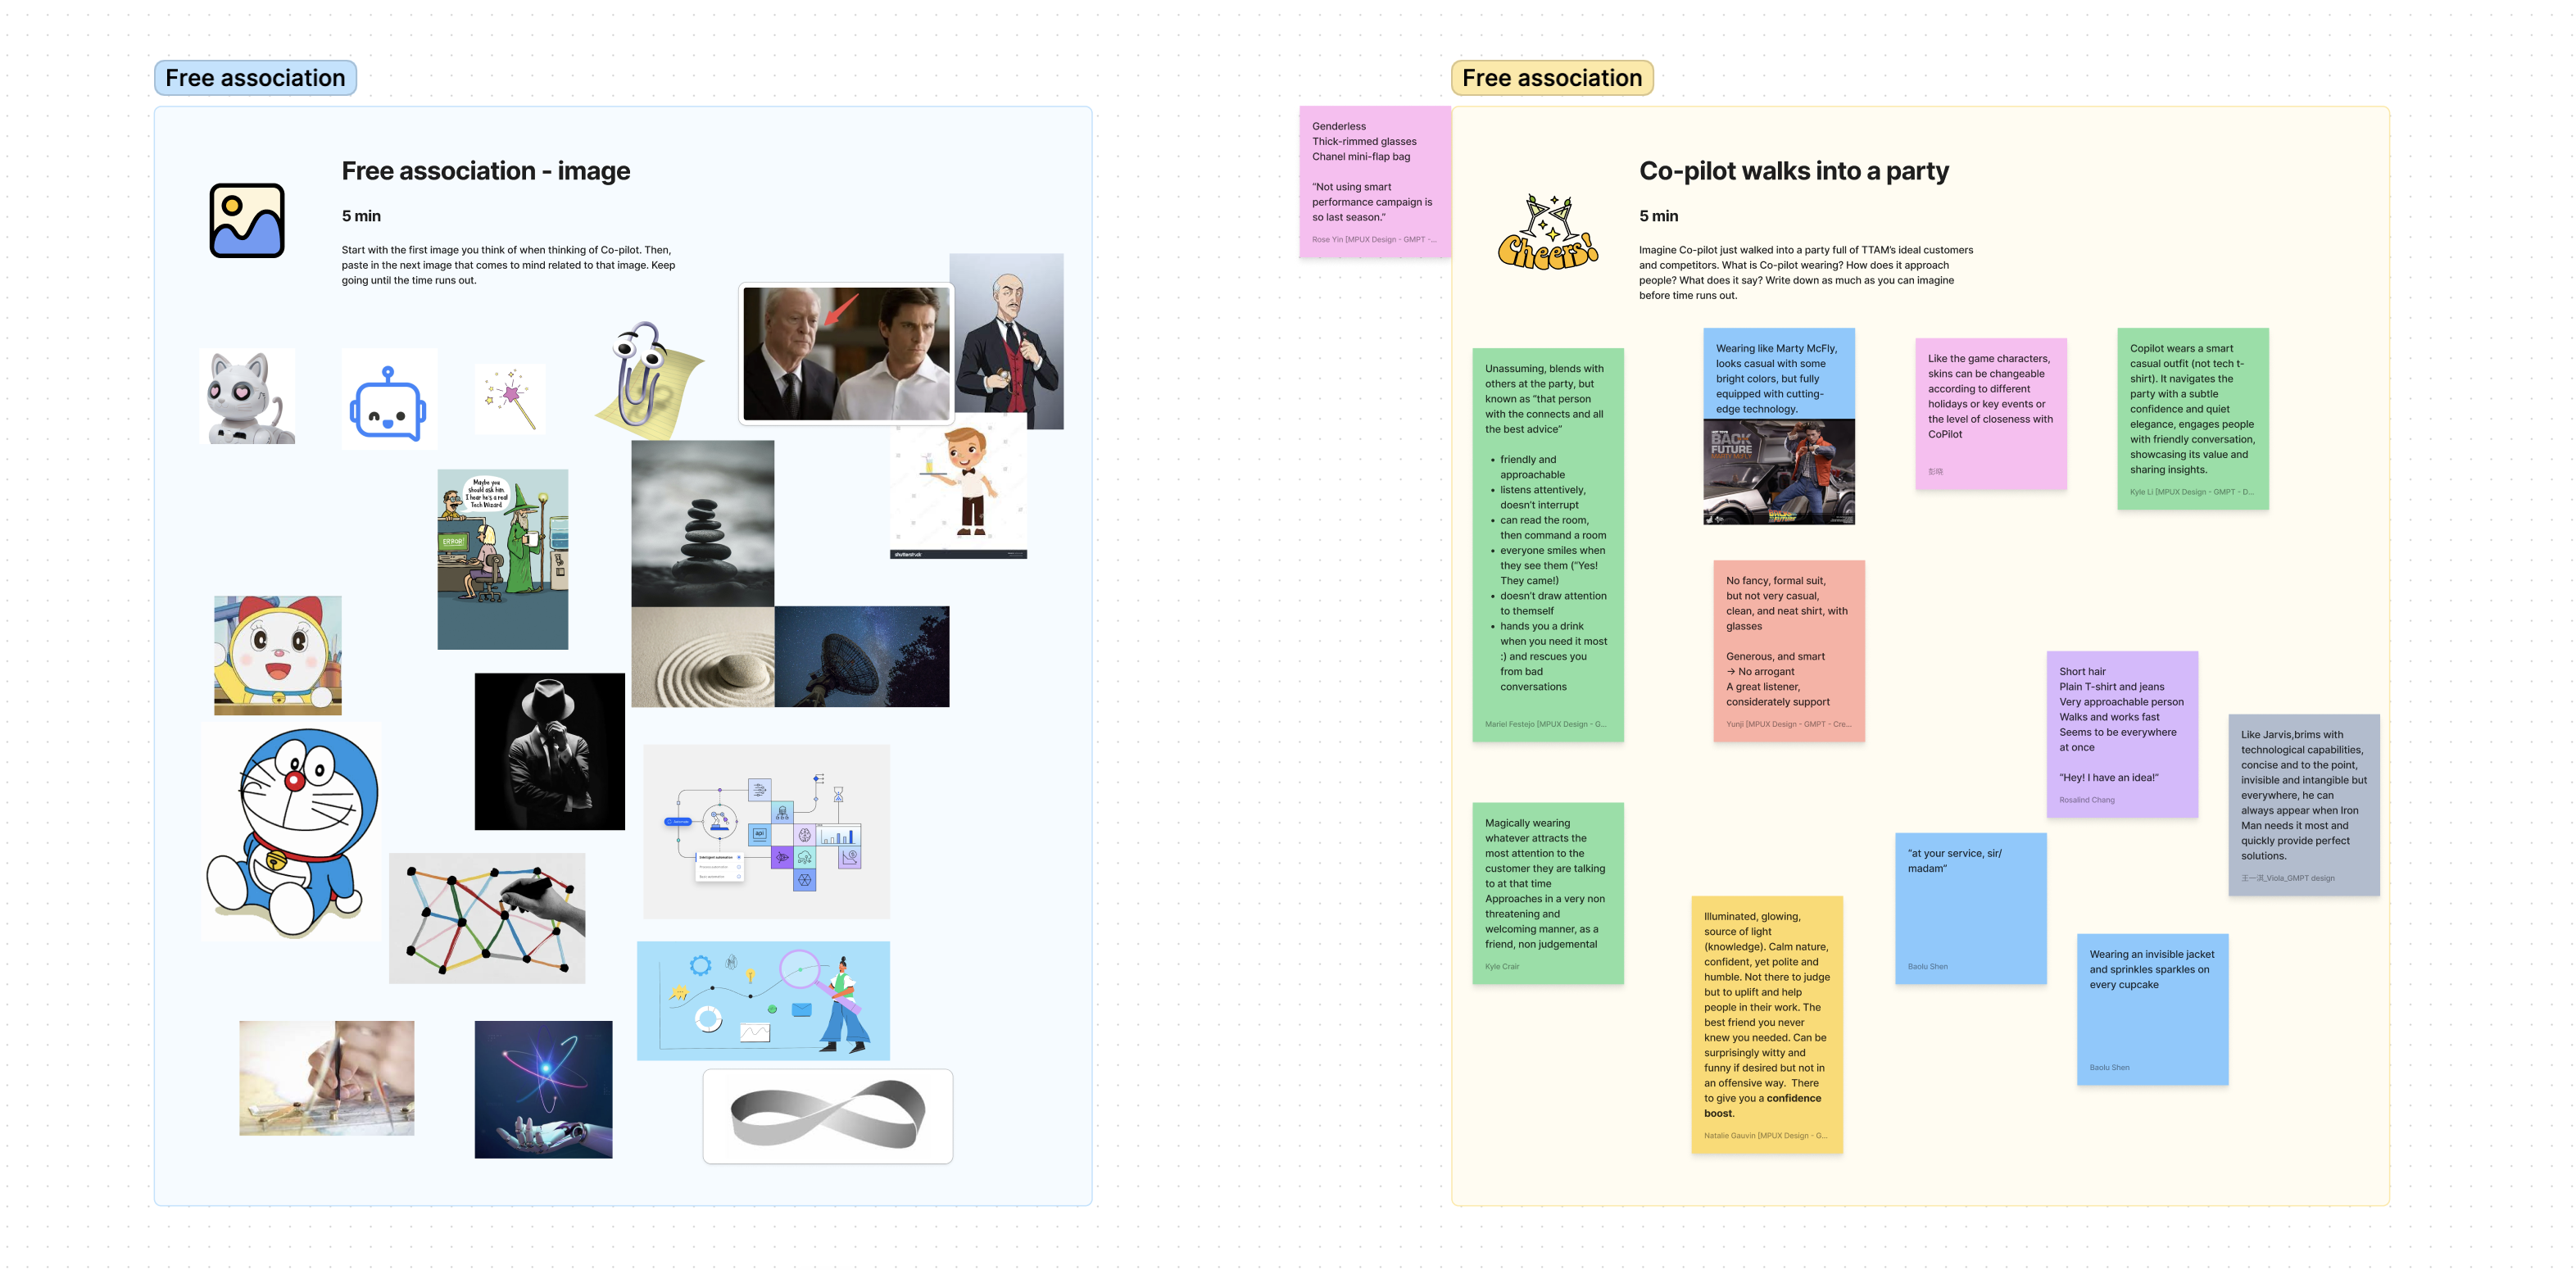 Free association
Free association - image
5 min
Start with the first image you think of when thinking of Co-pilot. Then,
paste in the next image that comes to mind related to that image. Keep
going until the time runs out.
Maybe you
should ask him.
I hear he's a real
Tech Wizard
ERROR!
shutterstock
api
Free association
Genderless
Thick-rimmed glasses
Chanel mini-flap bag
“Not using smart
performance campaign is
so last season.”
Rose Yin [MPUX Design - GMPT -...
Cheers!
Co-pilot walks into a party
5 min
Imagine Co-pilot just walked into a party full of TTAM's ideal customers
and competitors. What is Co-pilot wearing? How does it approach
people? What does it say? Write down as much as you can imagine
before time runs out.
Unassuming, blends with
others at the party, but
known as “that person
with the connects and all
the best advice”
• friendly and
approachable
• listens attentively,
doesn't interrupt
• can read the room,
then command a room
• everyone smiles when
they see them (“Yes!
They came!)
• doesn't draw attention
to themself
• hands you a drink
when you need it most
:) and rescues you
from bad
conversations
Mariel Festejo [MPUX Design - G...
Wearing like Marty McFly,
looks casual with some
bright colors, but fully
equipped with cutting-
edge technology.
BACK
FUTURE
Like the game characters,
skins can be changeable
according to different
holidays or key events or
the level of closeness with
CoPilot
彭晓
Copilot wears a smart
casual outfit (not tech t-
shirt). It navigates the
party with a subtle
confidence and quiet
elegance, engages people
with friendly conversation,
showcasing its value and
sharing insights.
Kyle Li [MPUX Design - GMPT - D...
No fancy, formal suit,
but not very casual,
clean, and neat shirt, with
glasses
Generous, and smart
→ No arrogant
A great listener,
considerately support
Yunji [MPUX Design - GMPT - Cre...
Short hair
Plain T-shirt and jeans
Very approachable person
Walks and works fast
Seems to be everywhere
at once
“Hey! I have an idea!”
Rosalind Chang
Like Jarvis,brims with
technological capabilities,
concise and to the point,
invisible and intangible but
everywhere, he can
always appear when Iron
Man needs it most and
quickly provide perfect
solutions.
_Viola_GMPT design
Magically wearing
whatever attracts the
most attention to the
customer they are talking
to at that time
Approaches in a very non
threatening and
welcoming manner, as a
friend, non judgemental
Kyle Crair
Illuminated, glowing,
source of light
(knowledge). Calm nature,
confident, yet polite and
humble. Not there to judge
but to uplift and help
people in their work. The
best friend you never
knew you needed. Can be
surprisingly witty and
funny if desired but not in
an offensive way. There
to give you a confidence
boost.
Natalie Gauvin [MPUX Design - G...
“at your service, sir/
madam”
Baolu Shen
Wearing an invisible jacket
and sprinkles sparkles on
every cupcake
Baolu Shen